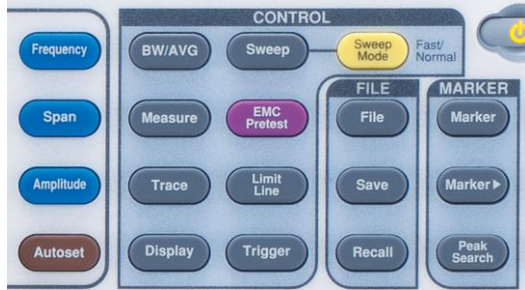 CONTROL
Frequency
BW/AVG
Sweep
Sweep
Mode
Fast/
Normal
FILE
MARKER
Span
Measure
EMC
Pretest
File
Marker
Amplitude
Trace
Limit
Line
Save
Marker▶
Autoset
Display
Trigger
Recall
Peak
Search